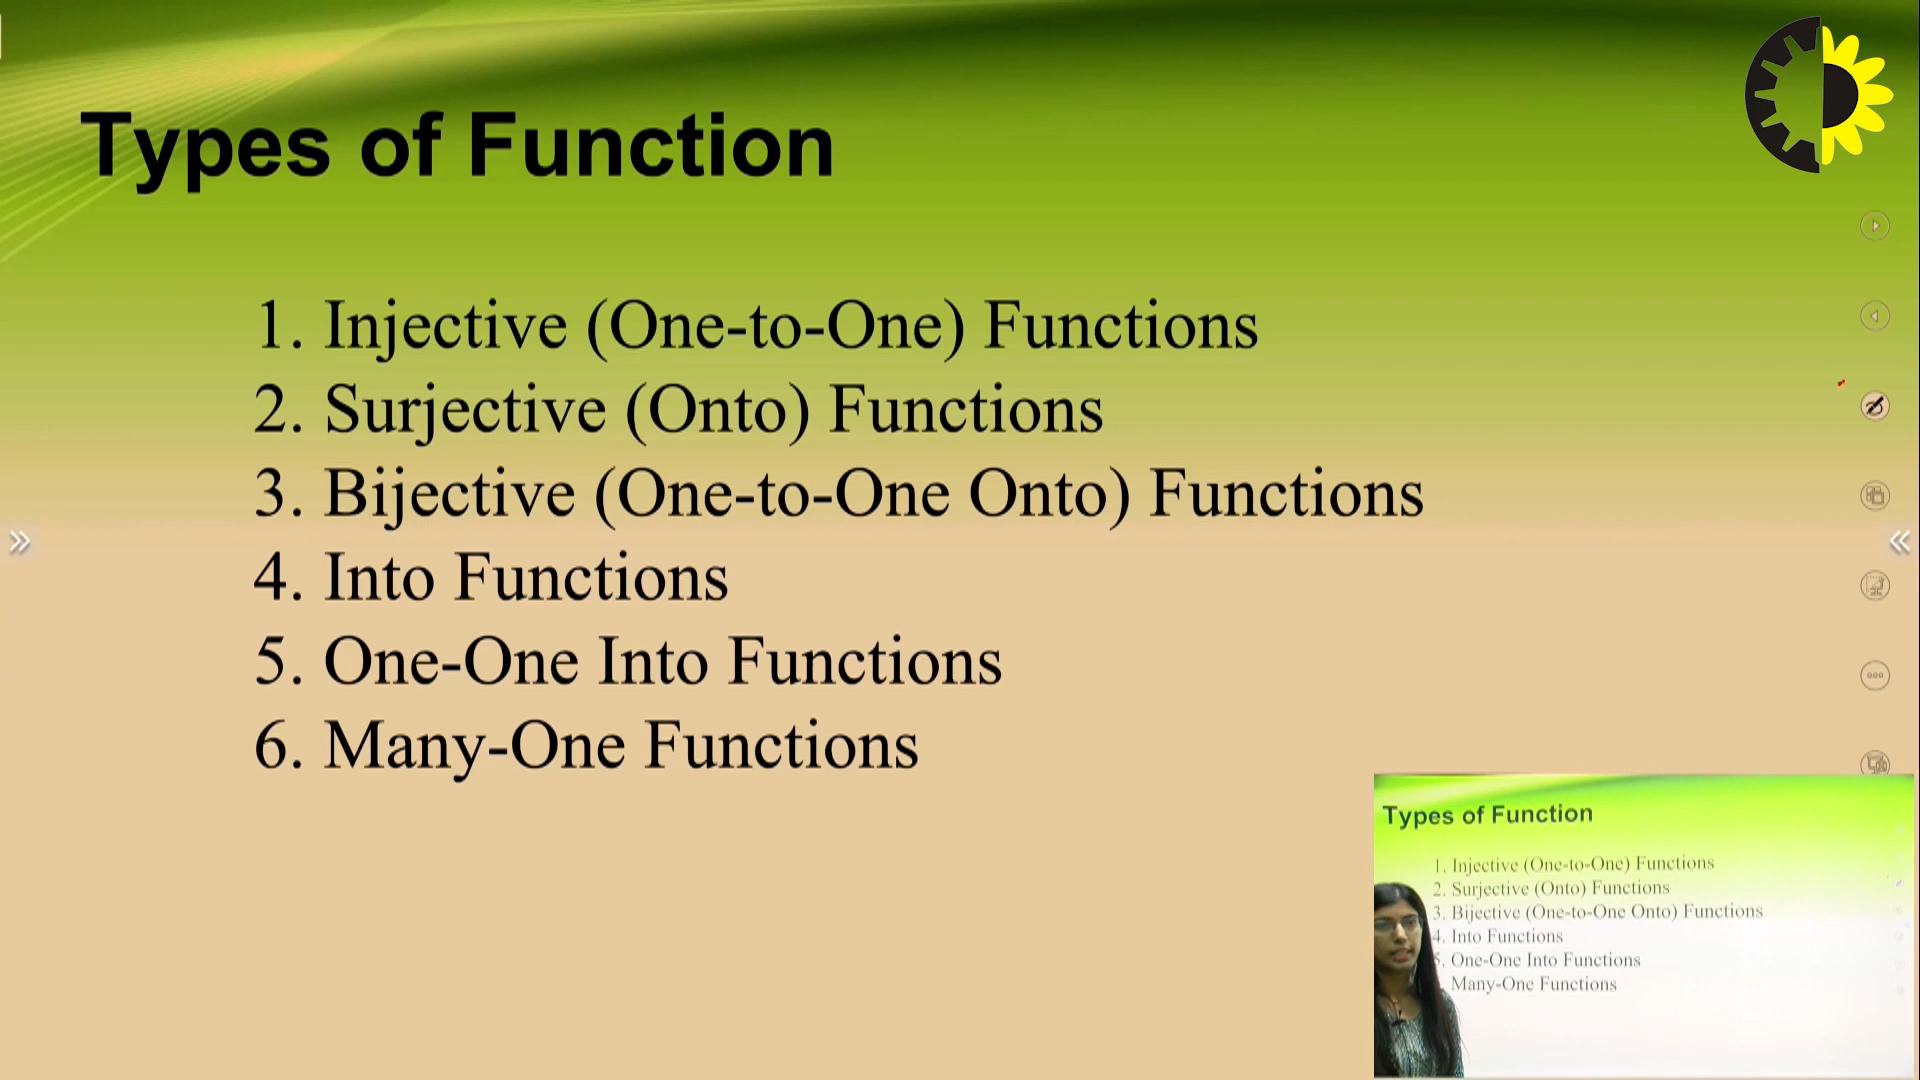 Types of Function
1. Injective (One-to-One) Functions
2. Surjective (Onto) Functions
3. Bijective (One-to-One Onto) Functions
4. Into Functions
5. One-One Into Functions
6. Many-One Functions
Types of Function
1. Injective (One-to-One) Functions
2. Surjective (Onto) Functions
3. Bijective (One-to-One Onto) Functions
4. Into Functions
5. One-One Into Functions
Many-One Functions